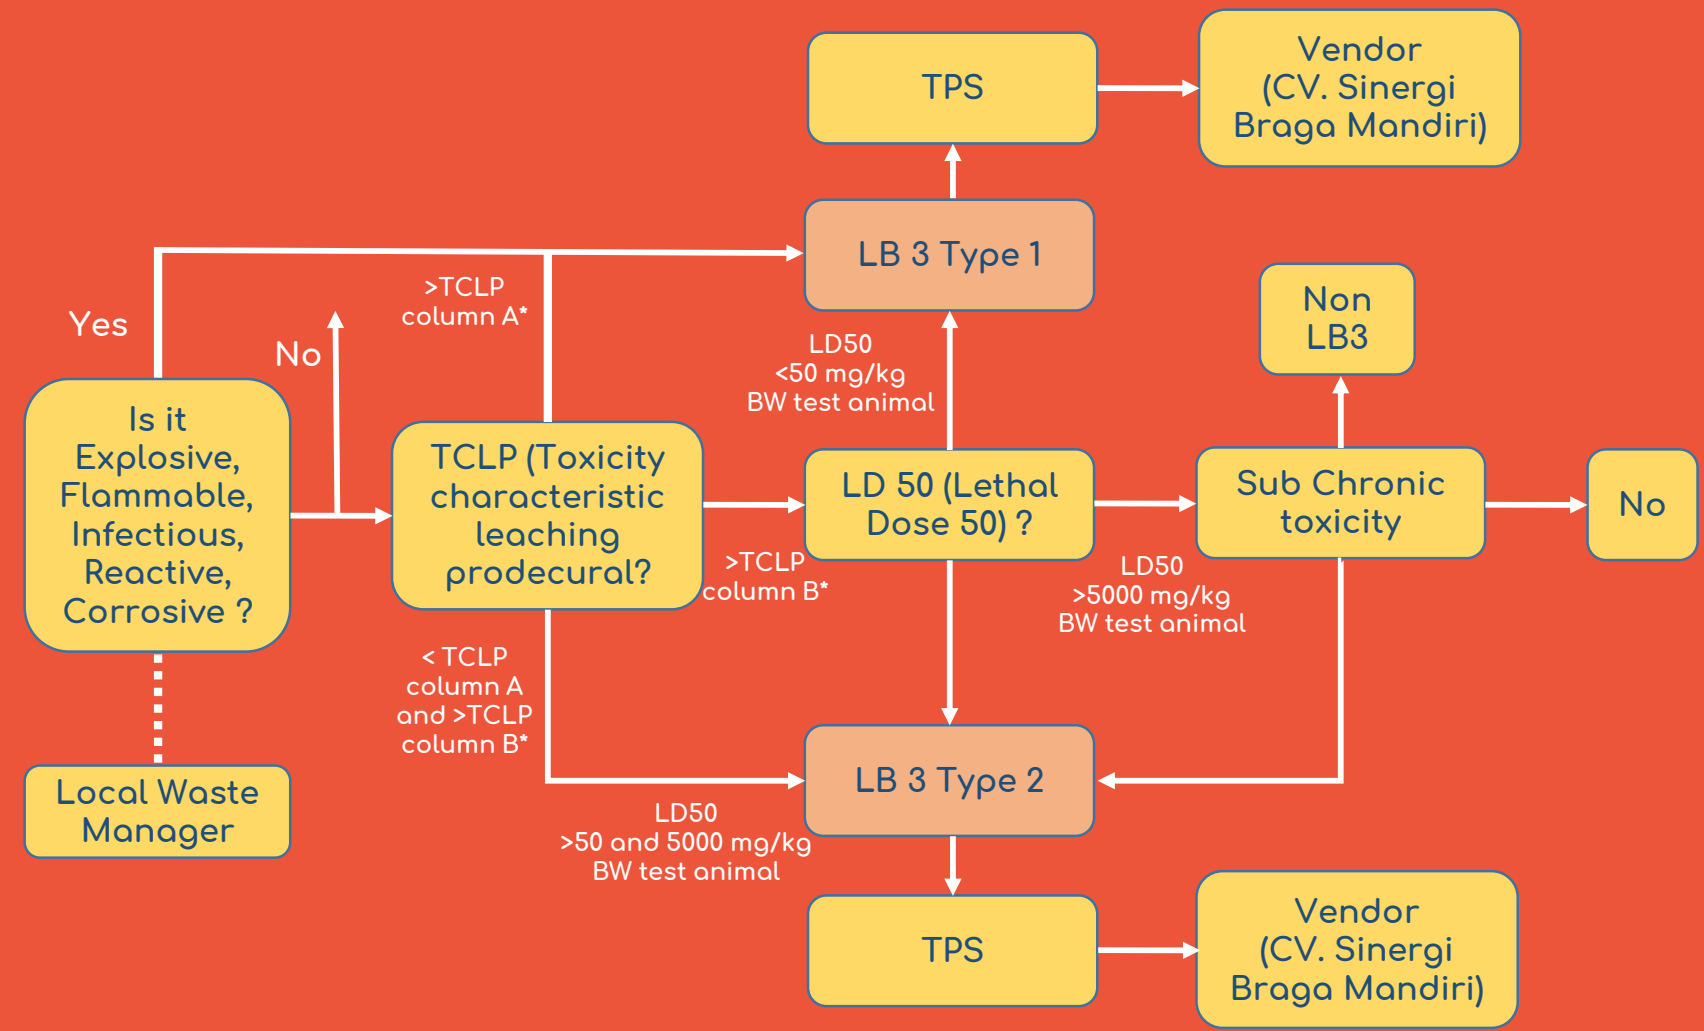 TPS
Vendor
(CV. Sinergi
Braga Mandiri)
LB 3 Type 1
>TCLP
column A*
Yes
No
LD50
<50 mg/kg
BW test animal
Non
LB3
Is it
Explosive,
Flammable,
Infectious,
Reactive,
Corrosive ?
TCLP (Toxicity
characteristic
leaching
prodecural?
LD 50 (Lethal
Dose 50) ?
Sub Chronic
toxicity
No
>TCLP
column B*
LD50
>5000 mg/kg
BW test animal
< TCLP
column A
and >TCLP
column B*
Local Waste
Manager
LB 3 Type 2
LD50
>50 and 5000 mg/kg
BW test animal
TPS
Vendor
(CV. Sinergi
Braga Mandiri)